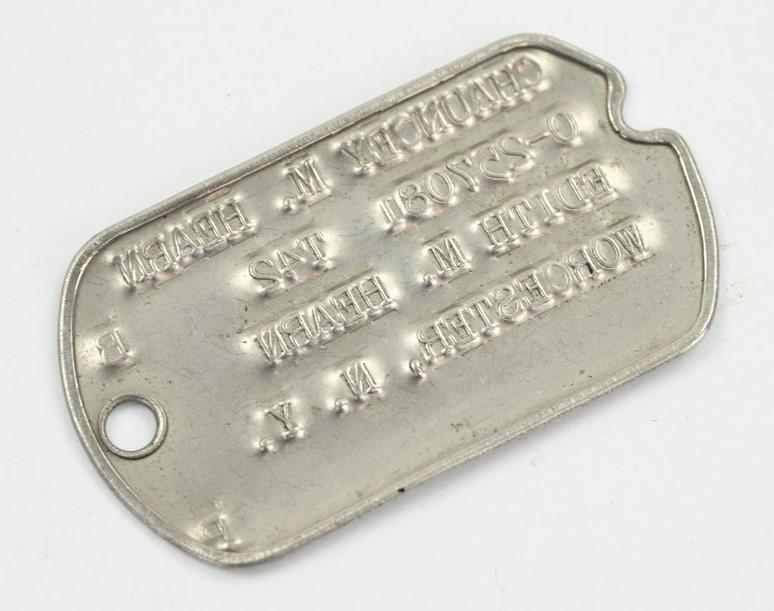 CHAUNCEY M. HEARN
O-257081 T42 B
EDITH M. HEARN
WORCESTER, N. Y.
P